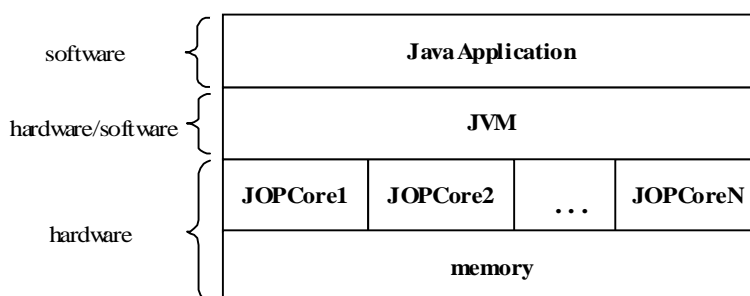 software
Java Application
hardware/software
JVM
JOPCore1 JOPCore2 ... JOPCoreN
hardware
memory